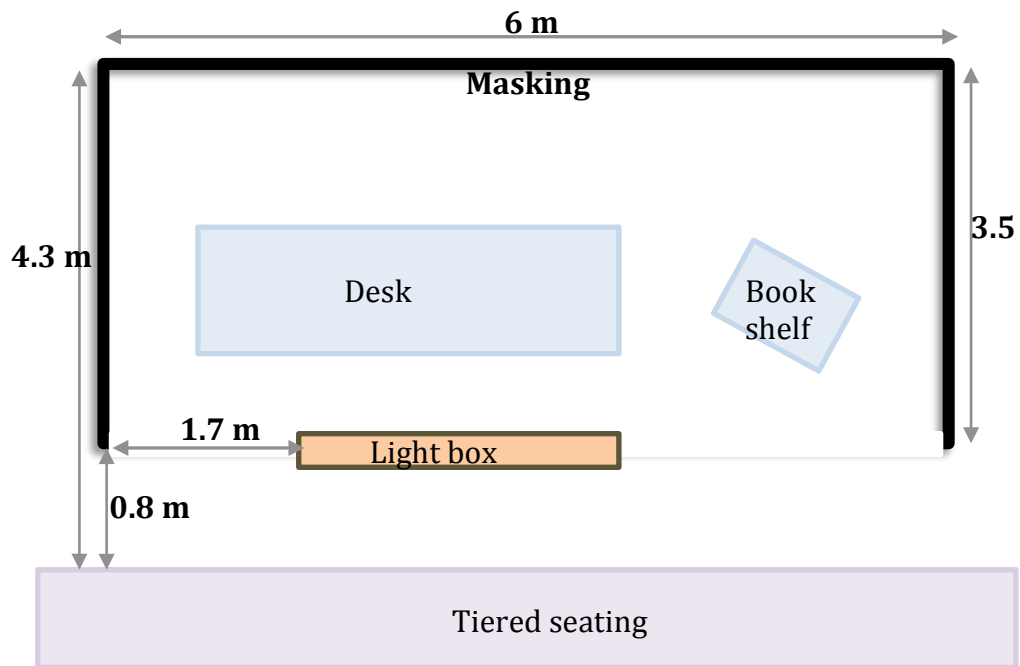 6 m
Masking
3.5
4.3 m
Desk
Book
shelf
1.7 m
Light box
0.8 m
Tiered seating